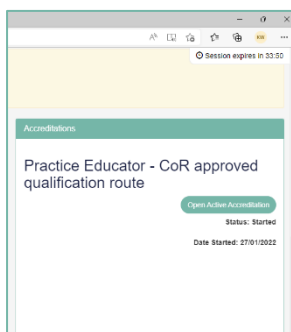 Session expires in 33:50
Accreditations
Practice Educator - CoR approved
qualification route
Open Active Accreditation
Status: Started
Date Started: 27/01/2022